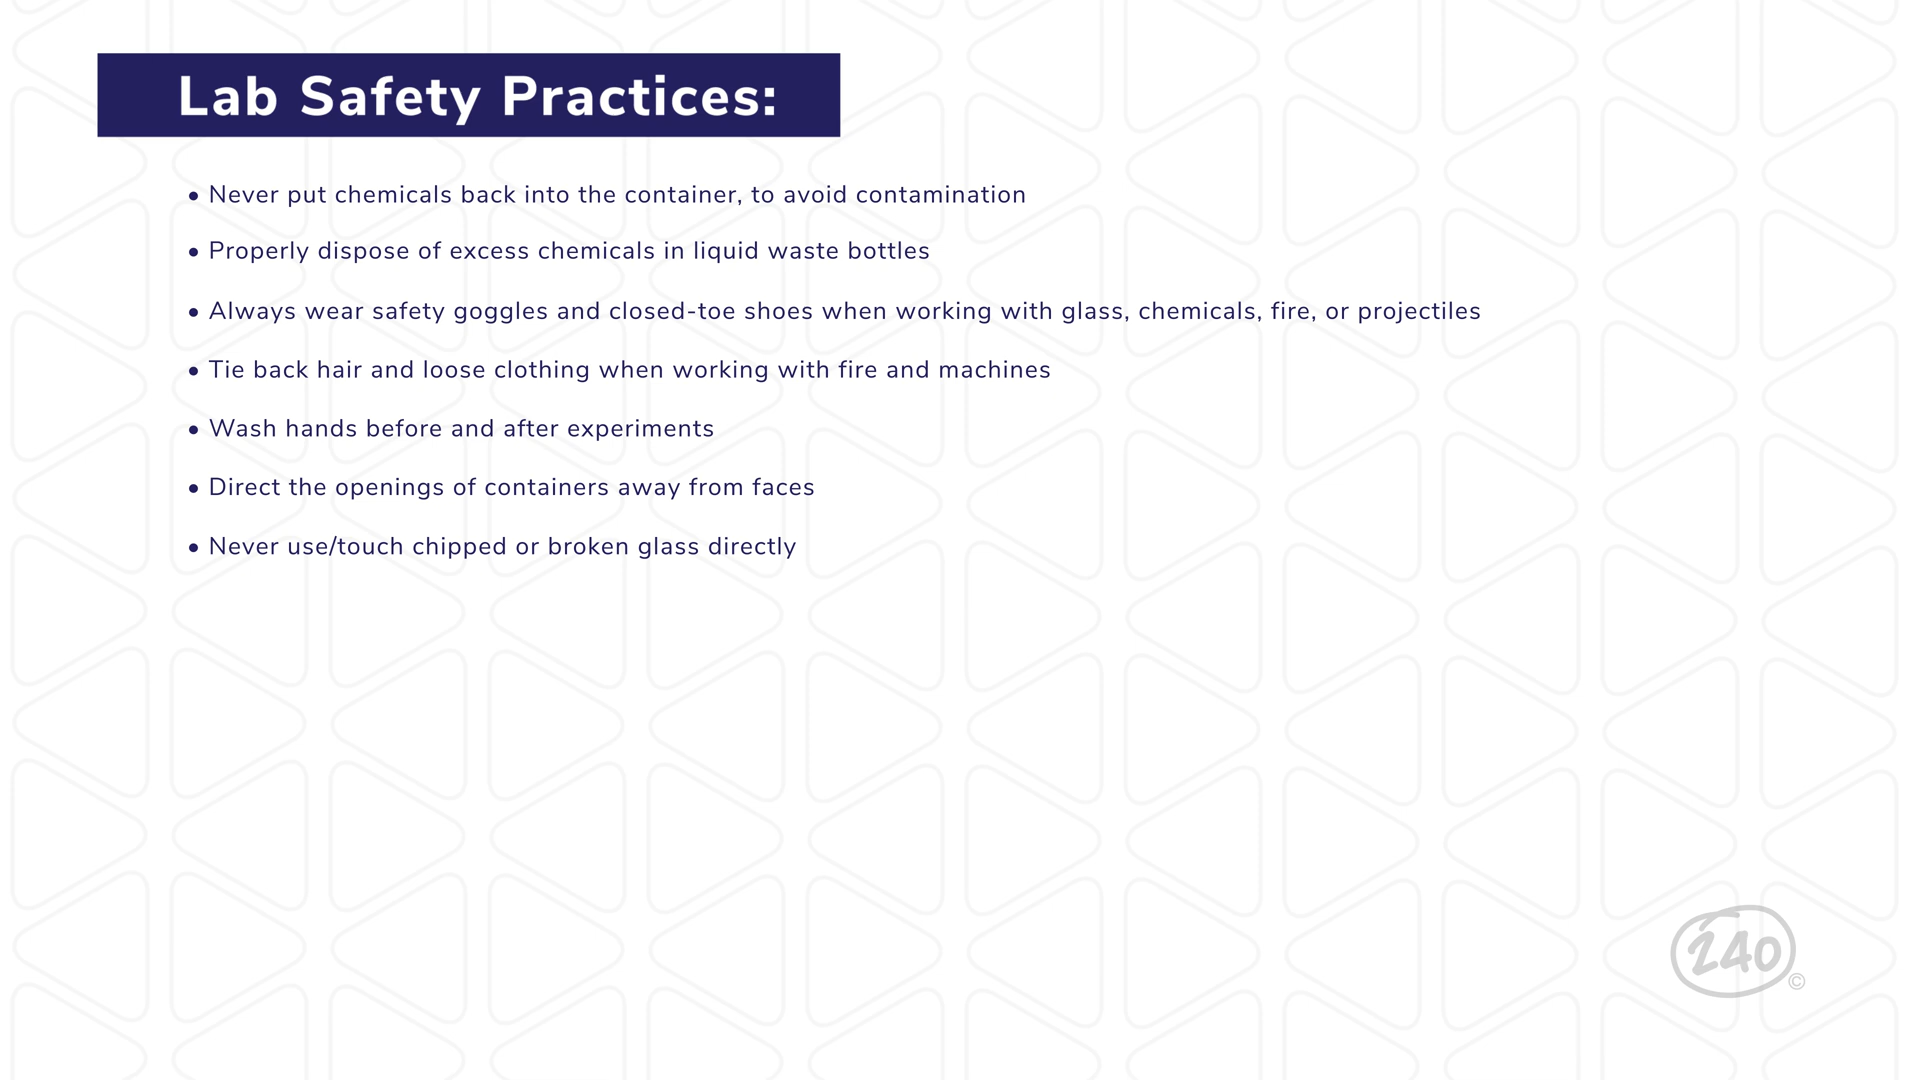 Lab Safety Practices:
• Never put chemicals back into the container, to avoid contamination
• Properly dispose of excess chemicals in liquid waste bottles
• Always wear safety goggles and closed-toe shoes when working with glass, chemicals, fire, or projectiles
• Tie back hair and loose clothing when working with fire and machines
• Wash hands before and after experiments
• Direct the openings of containers away from faces
• Never use/touch chipped or broken glass directly
240 ©